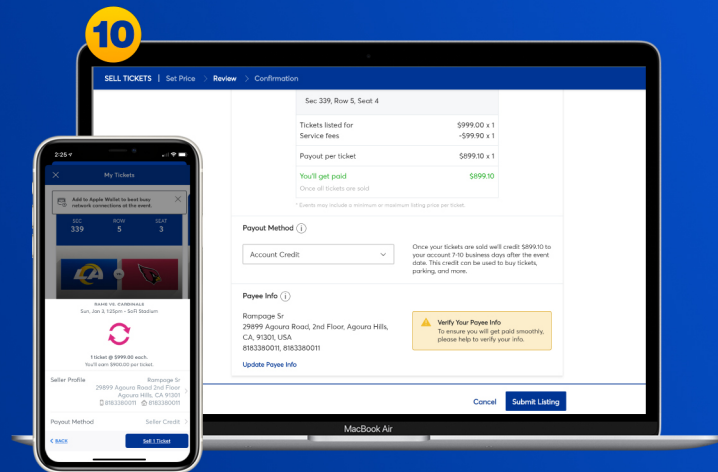 10
SELL TICKETS | Set Price > Review > Confirmation
Sec 339, Row 5, Seat 4
Tickets listed for $999.00 x 1
Service fees -$99.90 x 1
Payout per ticket $899.10 x 1
You'll get paid $899.10
Once all tickets are sold
* Events may include a minimum or maximum listing price per ticket.
Payout Method i
Account Credit
Once your tickets are sold we'll credit $899.10 to
your account 7-10 business days after the event
date. This credit can be used to buy tickets,
parking, and more.
Payee Info i
Rampage Sr
29899 Agoura Road, 2nd Floor, Agoura Hills,
CA, 91301, USA
8183380011, 8183380011
Update Payee Info
Verify Your Payee Info
To ensure you will get paid smoothly,
please help to verify your info.
Cancel Submit Listing
MacBook Air
2:25
My Tickets
Add to Apple Wallet to beat busy
network connections at the event.
SEC ROW SEAT
339 5 3
RAMS VS. CARDINALS
Sun, Jan 3, 1:25pm - SoFi Stadium
1 ticket @ $999.00 each.
You'll earn $900.00 per ticket.
Seller Profile Rampage Sr
29899 Agoura Road 2nd Floor
Agoura Hills, CA 91301
8183380011 8183380011
Payout Method Seller Credit
< BACK Sell 1 Ticket